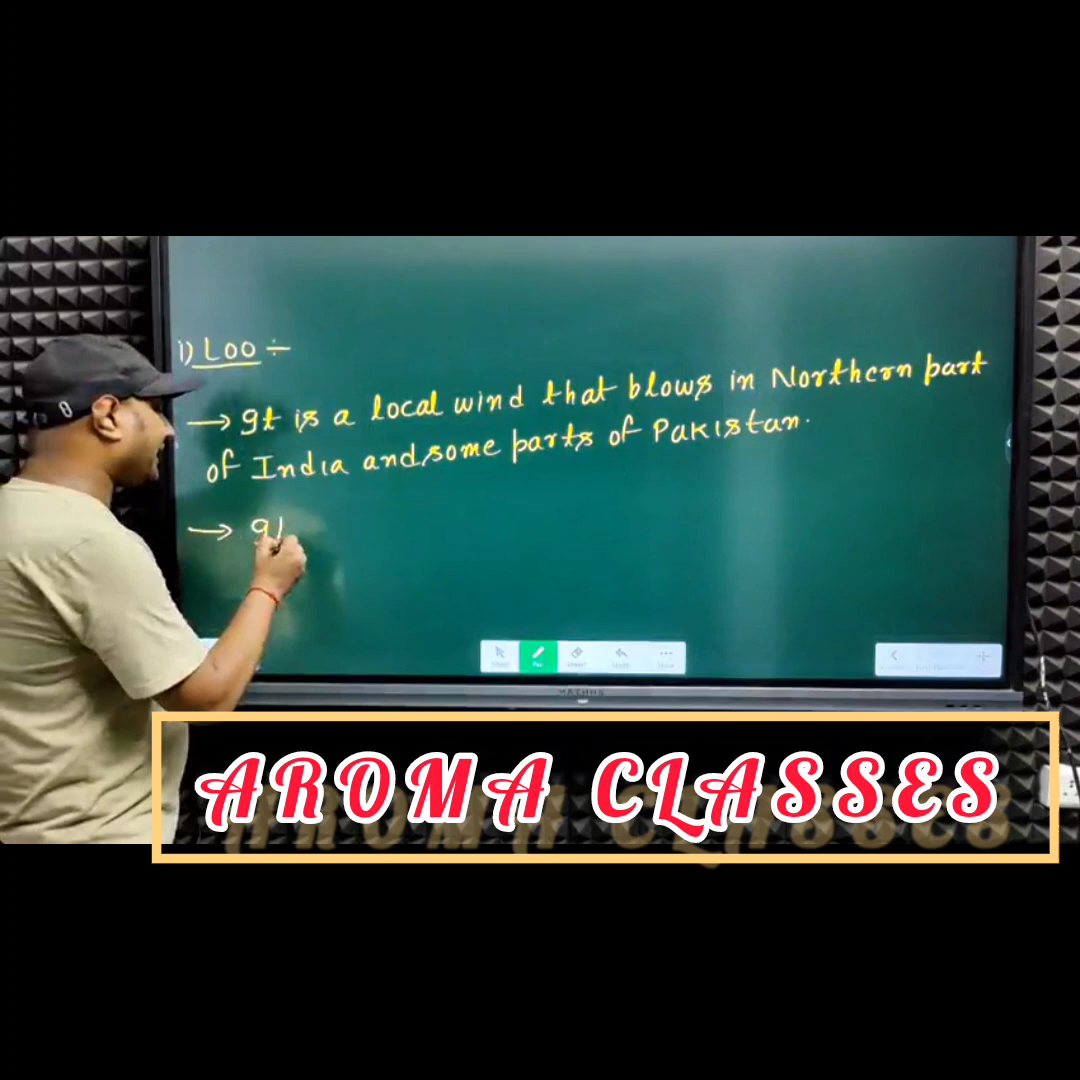 i) Loo ÷
→ It is a local wind that blows in Northern part
of India and some parts of Pakistan.
→ It
AROMA CLASSES